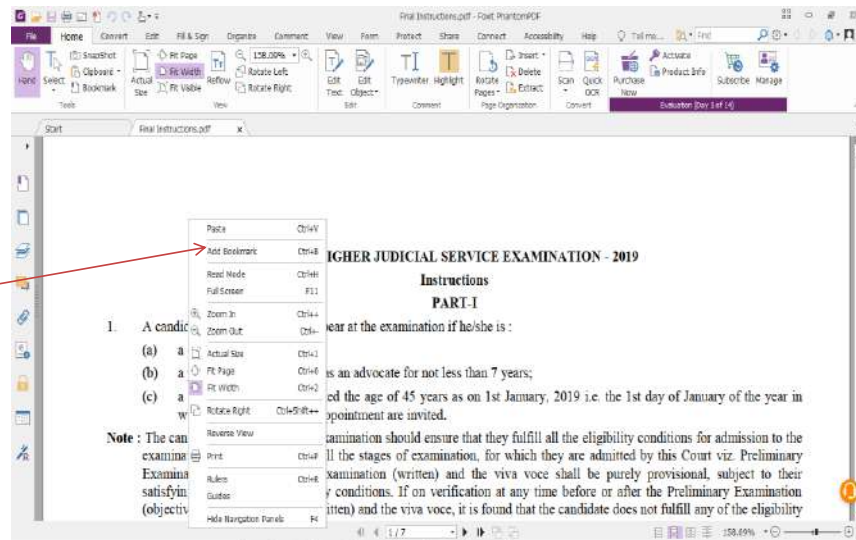 Final Instructions.pdf - Foxit PhantomPDF
File Home Convert Edit Fill & Sign Organize Comment View Form Protect Share Connect Accessibility Help Tell me... Find
Hand
Select
SnapShot
Clipboard
Bookmark
Tools
Actual Size
Fit Page
Fit Width
Fit Visible
Reflow
158.09%
Rotate Left
Rotate Right
View
Edit Text
Edit Object
Edit
Typewriter
Highlight
Comment
Rotate Pages
Insert
Delete
Extract
Page Organization
Scan
Quick OCR
Convert
Purchase Now
Activate
Product Info
Subscribe
Manage
Evaluation (Day 1 of 14)
Start
Final Instructions.pdf x
Paste Ctrl+V
Add Bookmark Ctrl+B
Read Mode Ctrl+H
Full Screen F11
Zoom In Ctrl++
Zoom Out Ctrl+-
Actual Size Ctrl+1
Fit Page Ctrl+0
Fit Width Ctrl+2
Rotate Right Ctrl+Shift++
Reverse View
Print Ctrl+P
Rulers Ctrl+R
Guides
Hide Navigation Panels F4
IGHER JUDICIAL SERVICE EXAMINATION - 2019
Instructions
PART-I
1. A candid ear at the examination if he/she is :
(a) a
(b) a s an advocate for not less than 7 years;
(c) a ed the age of 45 years as on 1st January, 2019 i.e. the 1st day of January of the year in
w ppointment are invited.
Note : The can amination should ensure that they fulfill all the eligibility conditions for admission to the
examina ll the stages of examination, for which they are admitted by this Court viz. Preliminary
Examina xamination (written) and the viva voce shall be purely provisional, subject to their
satisfyin y conditions. If on verification at any time before or after the Preliminary Examination
(objectiv itten) and the viva voce, it is found that the candidate does not fulfill any of the eligibility
1/7
158.09%